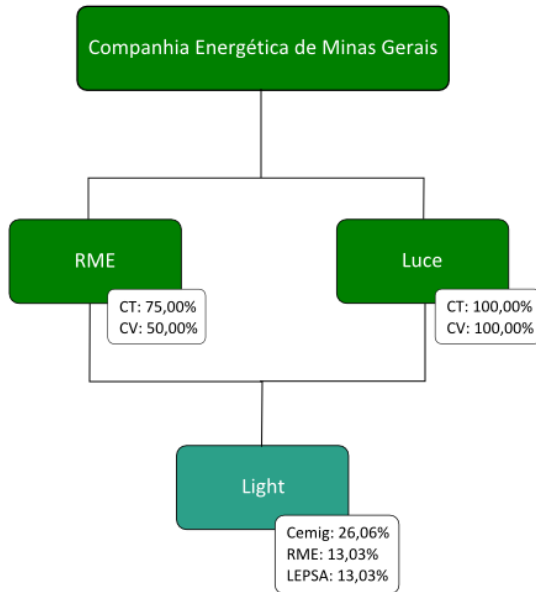 Companhia Energética de Minas Gerais
RME
CT: 75,00%
CV: 50,00%
Luce
CT: 100,00%
CV: 100,00%
Light
Cemig: 26,06%
RME: 13,03%
LEPSA: 13,03%